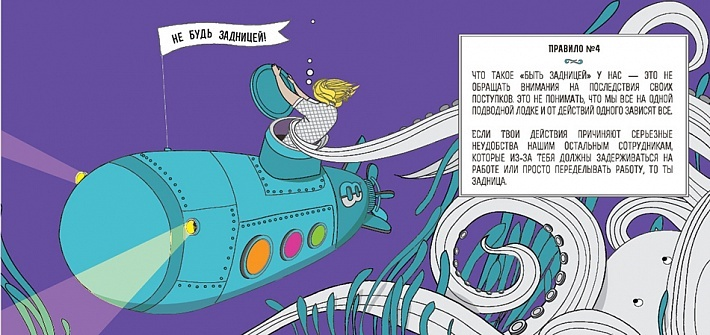 НЕ БУДЬ ЗАДНИЦЕЙ!
ПРАВИЛО №4
ЧТО ТАКОЕ «БЫТЬ ЗАДНИЦЕЙ» У НАС — ЭТО НЕ
ОБРАЩАТЬ ВНИМАНИЯ НА ПОСЛЕДСТВИЯ СВОИХ
ПОСТУПКОВ. ЭТО НЕ ПОНИМАТЬ, ЧТО МЫ ВСЕ НА ОДНОЙ
ПОДВОДНОЙ ЛОДКЕ И ОТ ДЕЙСТВИЙ ОДНОГО ЗАВИСЯТ ВСЕ.
ЕСЛИ ТВОИ ДЕЙСТВИЯ ПРИЧИНЯЮТ СЕРЬЕЗНЫЕ
НЕУДОБСТВА НАШИМ ОСТАЛЬНЫМ СОТРУДНИКАМ,
КОТОРЫЕ ИЗ-ЗА ТЕБЯ ДОЛЖНЫ ЗАДЕРЖИВАТЬСЯ НА
РАБОТЕ ИЛИ ПРОСТО ПЕРЕДЕЛЫВАТЬ РАБОТУ, ТО ТЫ
ЗАДНИЦА.